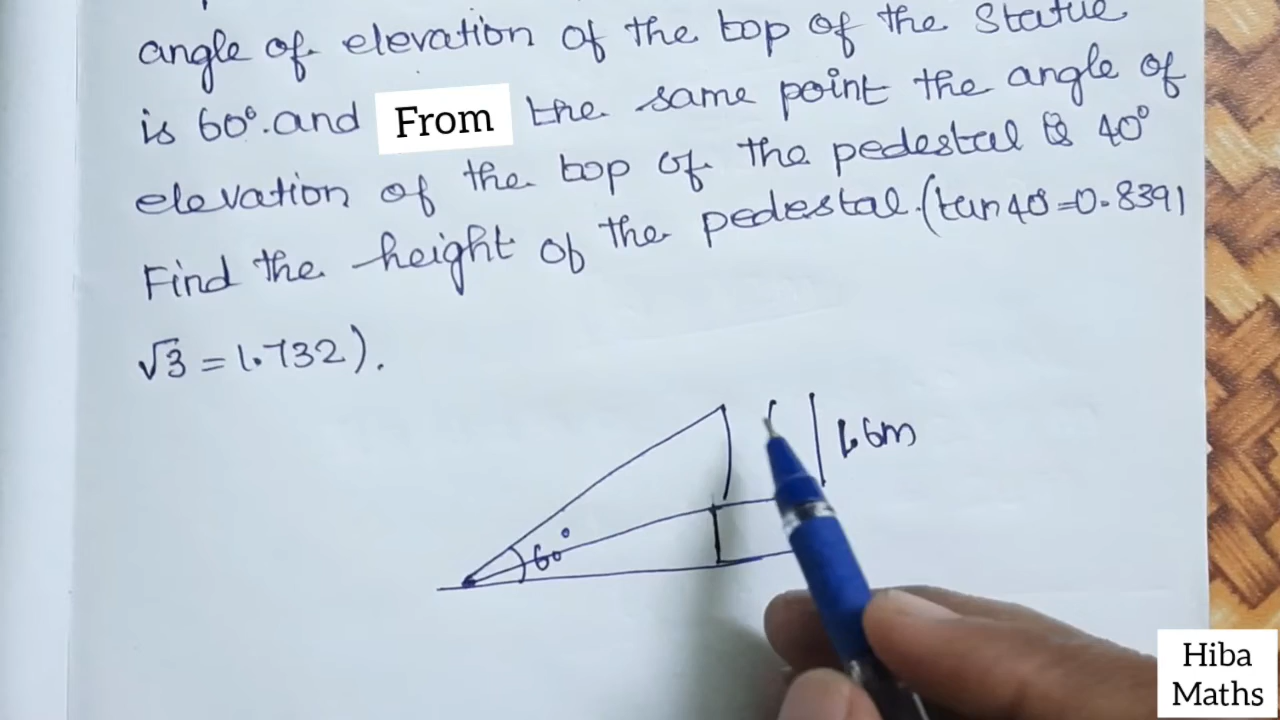 angle of elevation of the top of the statue
is 60°. and From the same point the angle of
elevation of the top of the pedestal is 40°
Find the height of the pedestal. (tan40=0.8391
√3 = 1.732).
1.6m
60°
Hiba
Maths